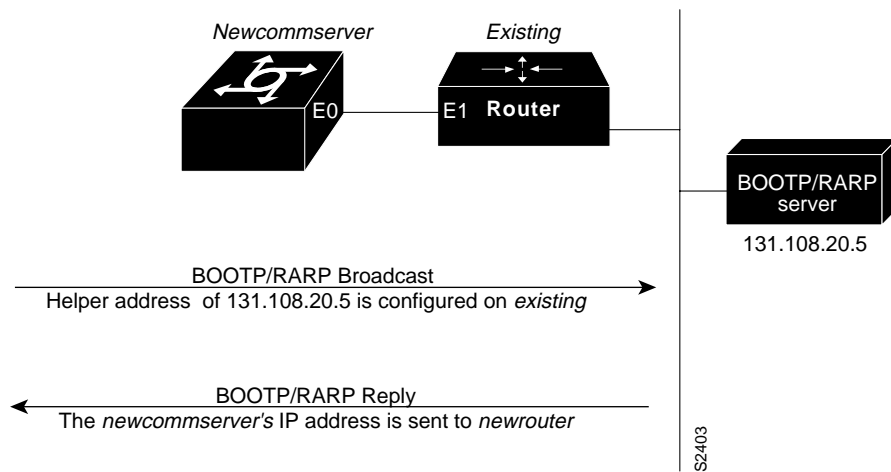 Newcommserver
Existing
E0
E1
Router
BOOTP/RARP
server
131.108.20.5
BOOTP/RARP Broadcast
Helper address of 131.108.20.5 is configured on existing
BOOTP/RARP Reply
The newcommserver's IP address is sent to newrouter
S2403